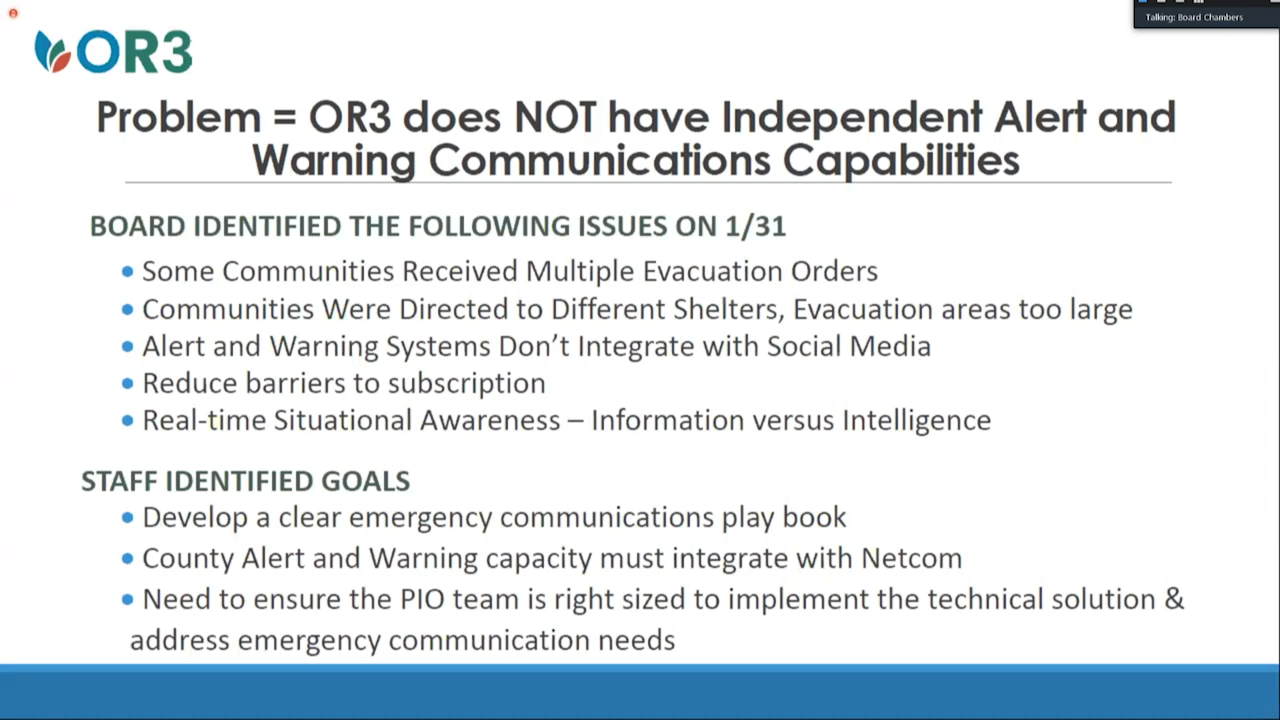 Talking: Board Chambers
OR3
Problem = OR3 does NOT have Independent Alert and
Warning Communications Capabilities
BOARD IDENTIFIED THE FOLLOWING ISSUES ON 1/31
• Some Communities Received Multiple Evacuation Orders
• Communities Were Directed to Different Shelters, Evacuation areas too large
• Alert and Warning Systems Don’t Integrate with Social Media
• Reduce barriers to subscription
• Real-time Situational Awareness – Information versus Intelligence
STAFF IDENTIFIED GOALS
• Develop a clear emergency communications play book
• County Alert and Warning capacity must integrate with Netcom
• Need to ensure the PIO team is right sized to implement the technical solution &
address emergency communication needs